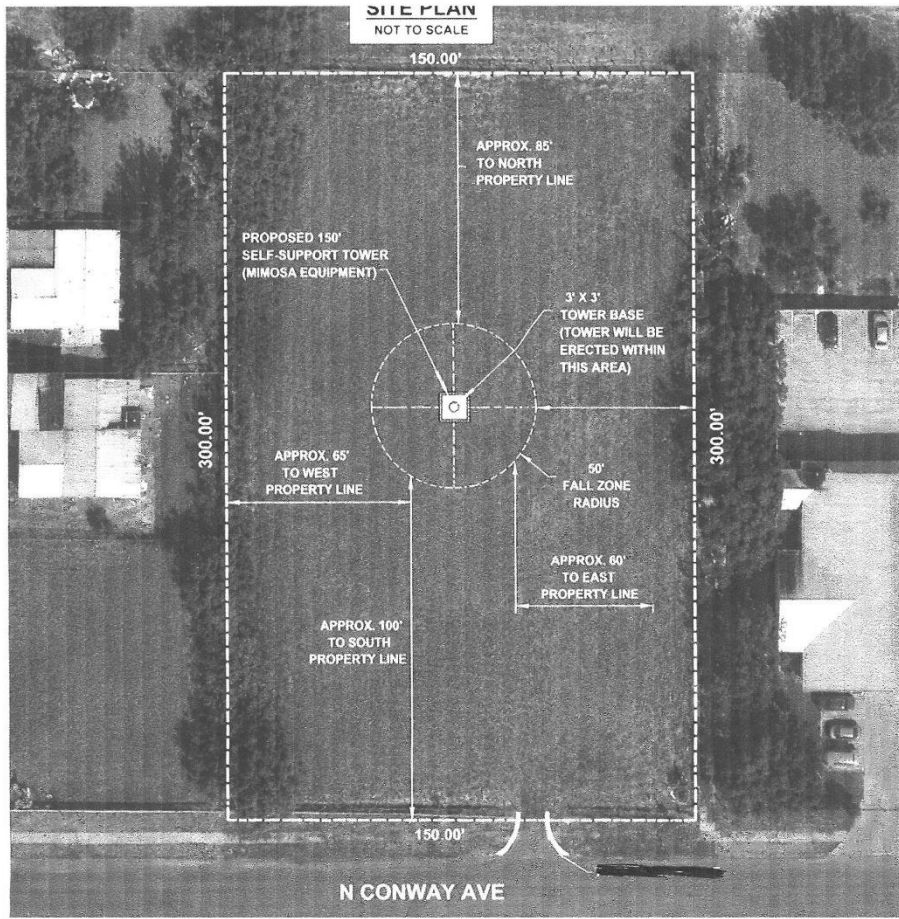 SITE PLAN
NOT TO SCALE
150.00'
APPROX. 85'
TO NORTH
PROPERTY LINE
PROPOSED 150'
SELF-SUPPORT TOWER
(MIMOSA EQUIPMENT)
3' X 3'
TOWER BASE
(TOWER WILL BE
ERECTED WITHIN
THIS AREA)
300.00'
300.00'
APPROX. 65'
TO WEST
PROPERTY LINE
50'
FALL ZONE
RADIUS
APPROX. 60'
TO EAST
PROPERTY LINE
APPROX. 100'
TO SOUTH
PROPERTY LINE
150.00'
N CONWAY AVE